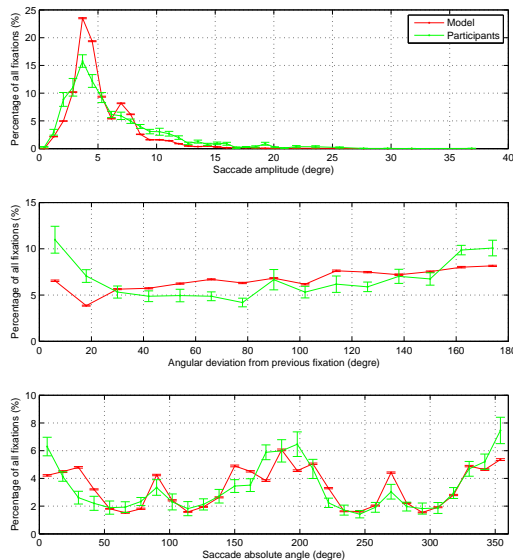 Percentage of all fixations (%)
25
20
15
10
5
0
Model
Participants
0 5 10 15 20 25 30 35 40
Saccade amplitude (degre)
Percentage of all fixations (%)
15
10
5
0
0 20 40 60 80 100 120 140 160 180
Angular deviation from previous fixation (degre)
Percentage of all fixations (%)
10
8
6
4
2
0
0 50 100 150 200 250 300 350
Saccade absolute angle (degre)